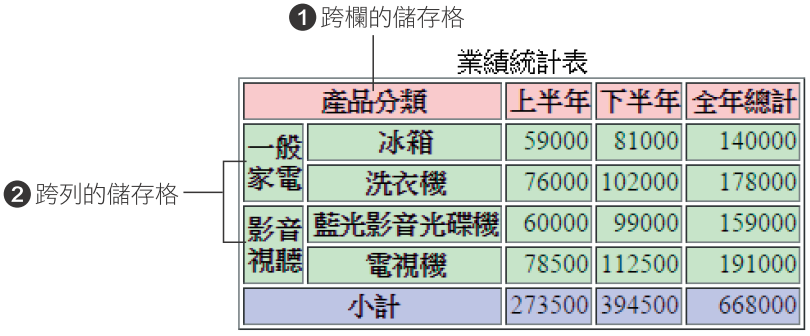 ❶跨欄的儲存格
業績統計表
產品分類 上半年 下半年 全年總計
一般家電 冰箱 59000 81000 140000
洗衣機 76000 102000 178000
❷跨列的儲存格
影音視聽 藍光影音光碟機 60000 99000 159000
電視機 78500 112500 191000
小計 273500 394500 668000